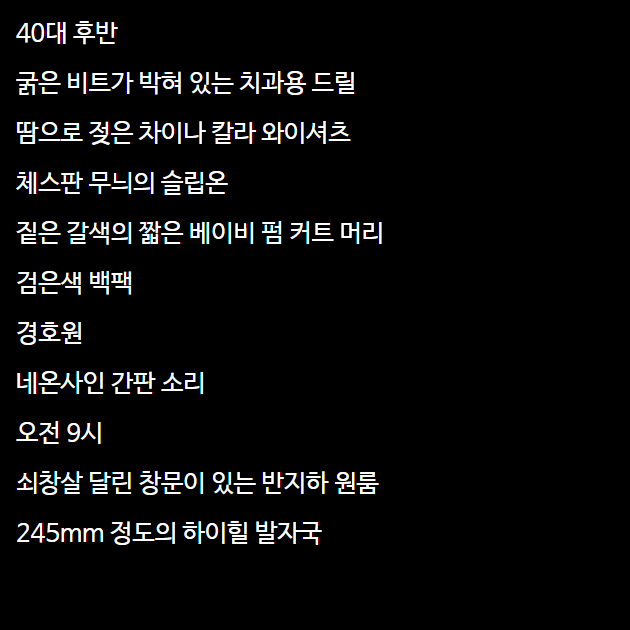 40대 후반
굵은 비트가 박혀 있는 치과용 드릴
땀으로 젖은 차이나 칼라 와이셔츠
체스판 무늬의 슬립온
짙은 갈색의 짧은 베이비 펌 커트 머리
검은색 백팩
경호원
네온사인 간판 소리
오전 9시
쇠창살 달린 창문이 있는 반지하 원룸
245mm 정도의 하이힐 발자국